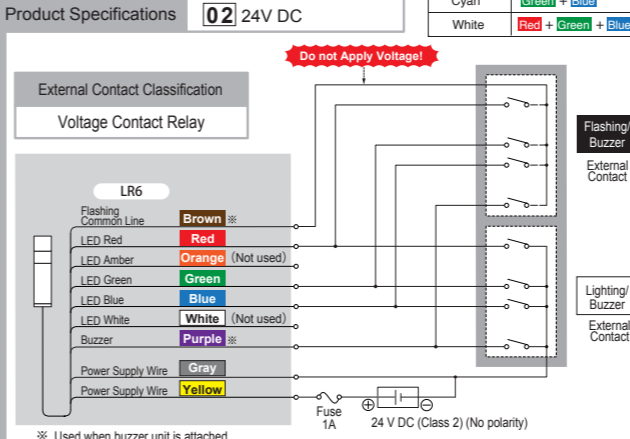 Product Specifications
02 24V DC
Cyan Green + Blue
White Red + Green + Blue
Do not Apply Voltage!
External Contact Classification
Voltage Contact Relay
Flashing/
Buzzer
External
Contact
LR6
Flashing
Common Line Brown ※
LED Red Red
LED Amber Orange (Not used)
LED Green Green
LED Blue Blue
LED White White (Not used)
Buzzer Purple ※
Lighting/
Buzzer
External
Contact
Power Supply Wire Gray
Power Supply Wire Yellow
Fuse
1A
⊕ ⊖
24 V DC (Class 2) (No polarity)
※ Used when buzzer unit is attached